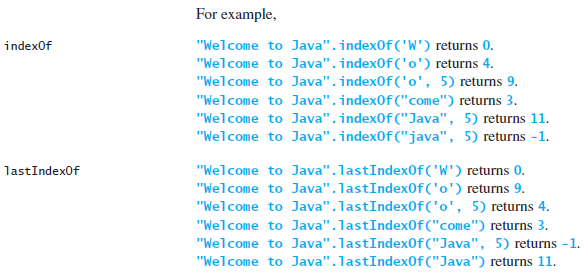 For example,
indexOf "Welcome to Java".indexOf('W') returns 0.
"Welcome to Java".indexOf('o') returns 4.
"Welcome to Java".indexOf('o', 5) returns 9.
"Welcome to Java".indexOf("come") returns 3.
"Welcome to Java".indexOf("Java", 5) returns 11.
"Welcome to Java".indexOf("java", 5) returns -1.
lastIndexOf "Welcome to Java".lastIndexOf('W') returns 0.
"Welcome to Java".lastIndexOf('o') returns 9.
"Welcome to Java".lastIndexOf('o', 5) returns 4.
"Welcome to Java".lastIndexOf("come") returns 3.
"Welcome to Java".lastIndexOf("Java", 5) returns -1.
"Welcome to Java".lastIndexOf("Java") returns 11.